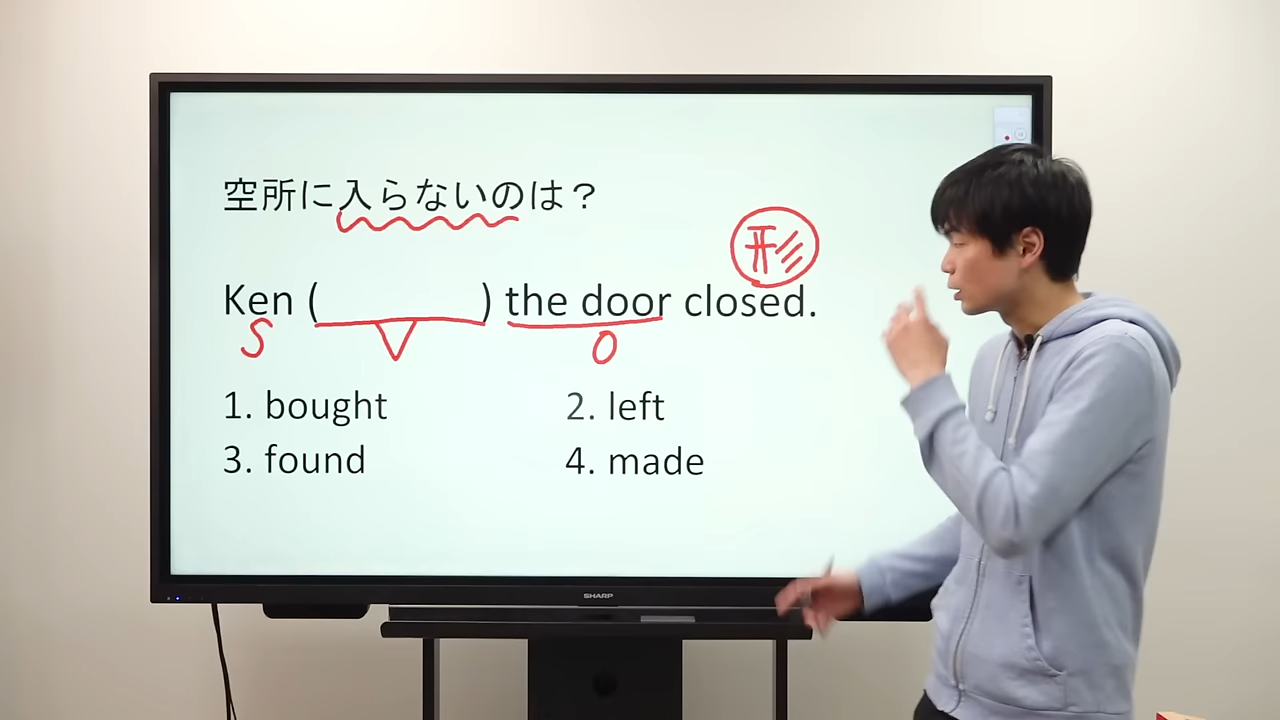 空所に入らないのは？
形
Ken ( ) the door closed.
S V O
1. bought 2. left
3. found 4. made
SHARP